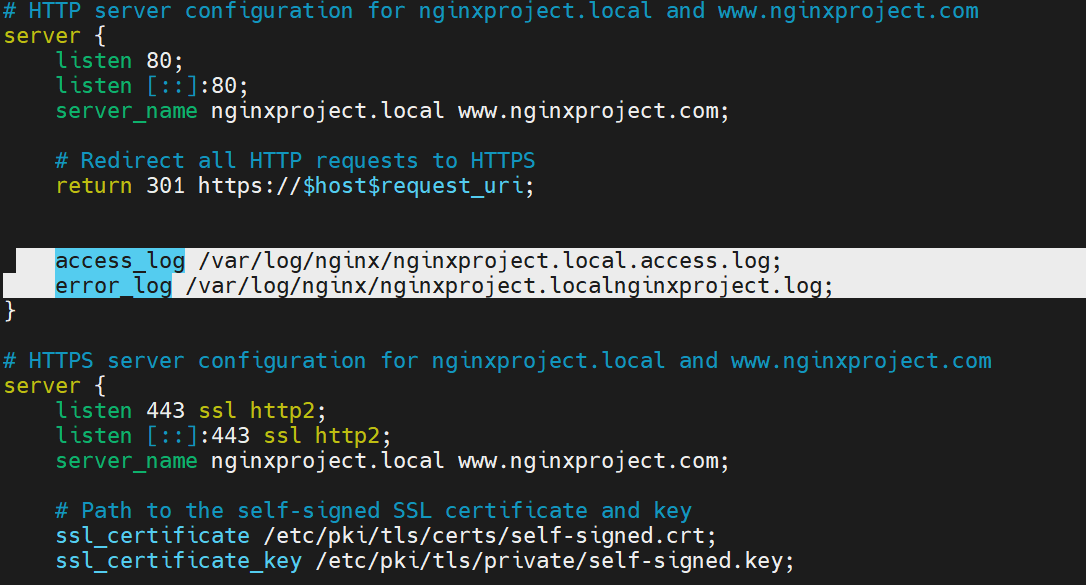 # HTTP server configuration for nginxproject.local and www.nginxproject.com
server {
    listen 80;
    listen [::]:80;
    server_name nginxproject.local www.nginxproject.com;

    # Redirect all HTTP requests to HTTPS
    return 301 https://$host$request_uri;


    access_log /var/log/nginx/nginxproject.local.access.log;
    error_log /var/log/nginx/nginxproject.localnginxproject.log;
}

# HTTPS server configuration for nginxproject.local and www.nginxproject.com
server {
    listen 443 ssl http2;
    listen [::]:443 ssl http2;
    server_name nginxproject.local www.nginxproject.com;

    # Path to the self-signed SSL certificate and key
    ssl_certificate /etc/pki/tls/certs/self-signed.crt;
    ssl_certificate_key /etc/pki/tls/private/self-signed.key;